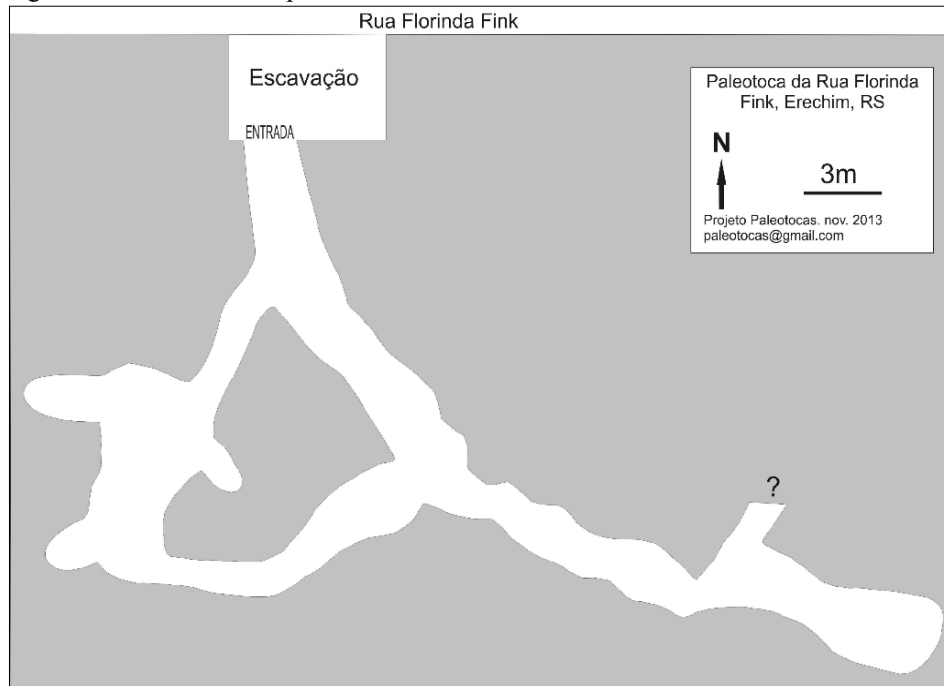 Rua Florinda Fink
Escavação
ENTRADA
Paleotoca da Rua Florinda
Fink, Erechim, RS
N
3m
Projeto Paleotocas. nov. 2013
paleotocas@gmail.com
?